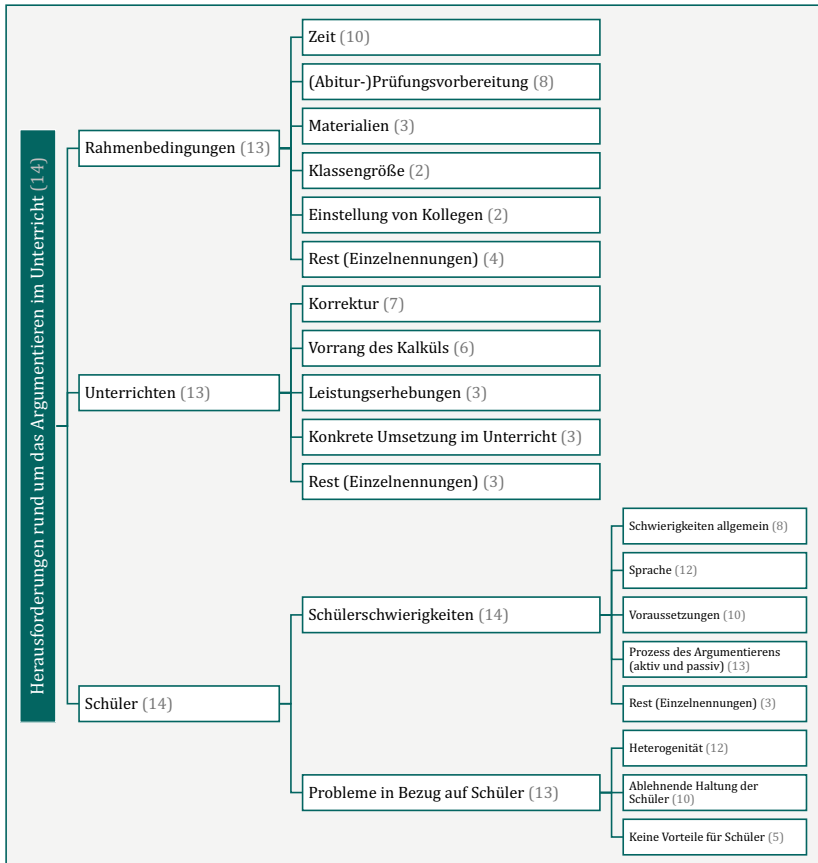 Herausforderungen rund um das Argumentieren im Unterricht (14)
Rahmenbedingungen (13)
Zeit (10)
(Abitur-)Prüfungsvorbereitung (8)
Materialien (3)
Klassengröße (2)
Einstellung von Kollegen (2)
Rest (Einzelnennungen) (4)
Unterrichten (13)
Korrektur (7)
Vorrang des Kalküls (6)
Leistungserhebungen (3)
Konkrete Umsetzung im Unterricht (3)
Rest (Einzelnennungen) (3)
Schüler (14)
Schülerschwierigkeiten (14)
Schwierigkeiten allgemein (8)
Sprache (12)
Voraussetzungen (10)
Prozess des Argumentierens
(aktiv und passiv) (13)
Rest (Einzelnennungen) (3)
Probleme in Bezug auf Schüler (13)
Heterogenität (12)
Ablehnende Haltung der
Schüler (10)
Keine Vorteile für Schüler (5)